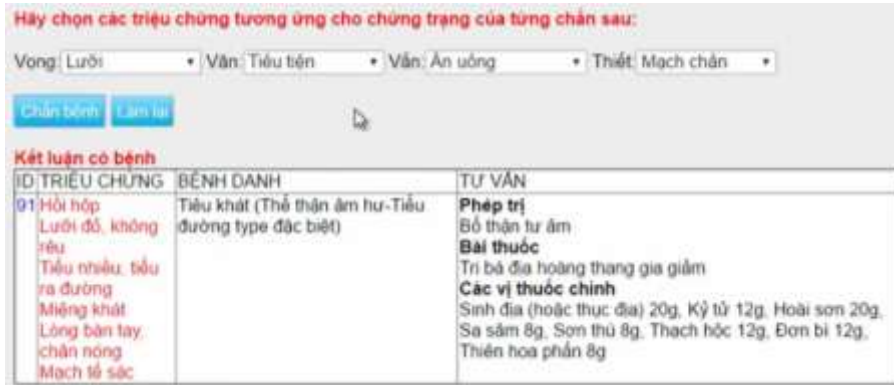 Hãy chọn các triệu chứng tương ứng cho chứng trạng của từng chẩn sau:
Vọng: Lưỡi Văn: Tiểu tiện Vấn: Ăn uống Thiết: Mạch chẩn
Chẩn bệnh Làm lại
Kết luận có bệnh
ID TRIỆU CHỨNG BỆNH DANH TƯ VẤN
91 Hồi hộp Tiêu khát (Thể thận âm hư-Tiểu Phép trị
Lưỡi đỏ, không đường type đặc biệt) Bổ thận tư âm
rêu Bài thuốc
Tiểu nhiều, tiểu Tri bá địa hoàng thang gia giảm
ra đường Các vị thuốc chính
Miệng khát Sinh địa (hoặc thục địa) 20g, Kỷ tử 12g, Hoài sơn 20g,
Lòng bàn tay, Sa sâm 8g, Sơn thù 8g, Thạch hộc 12g, Đơn bì 12g,
chân nóng Thiên hoa phấn 8g
Mạch tế sác